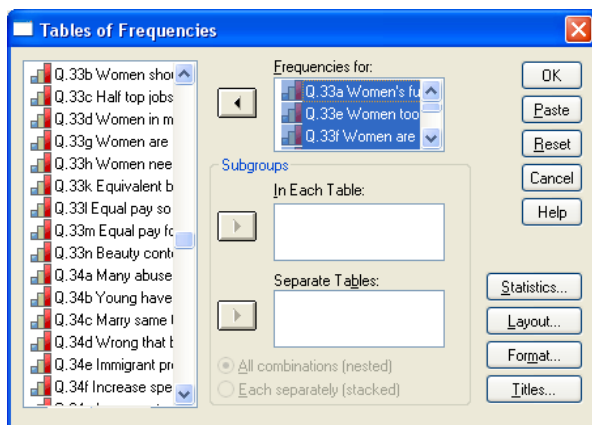 Tables of Frequencies
Q.33b Women shou
Q.33c Half top jobs
Q.33d Women in m
Q.33g Women are
Q.33h Women nee
Q.33k Equivalent b
Q.33l Equal pay so
Q.33m Equal pay fo
Q.33n Beauty conte
Q.34a Many abuse
Q.34b Young have
Q.34c Marry same
Q.34d Wrong that b
Q.34e Immigrant pro
Q.34f Increase spe
Frequencies for:
Q.33a Women's fu
Q.33e Women too
Q.33f Women are
Subgroups
In Each Table:
Separate Tables:
All combinations (nested)
Each separately (stacked)
OK
Paste
Reset
Cancel
Help
Statistics...
Layout...
Format...
Titles...